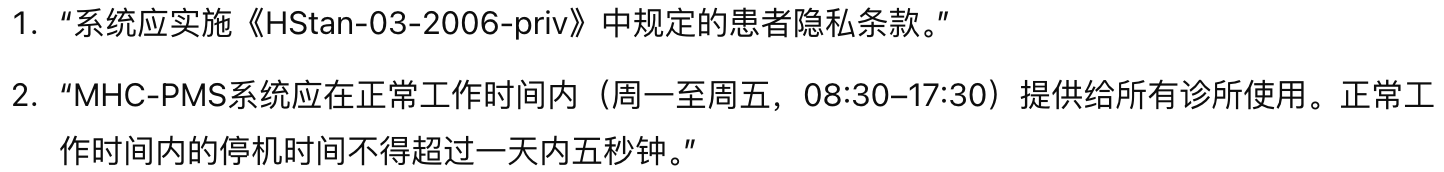 1. “系统应实施《HStan-03-2006-priv》中规定的患者隐私条款。”
2. “MHC-PMS系统应在正常工作时间内（周一至周五，08:30–17:30）提供给所有诊所使用。正常工
作时间内的停机时间不得超过一天内五秒钟。”